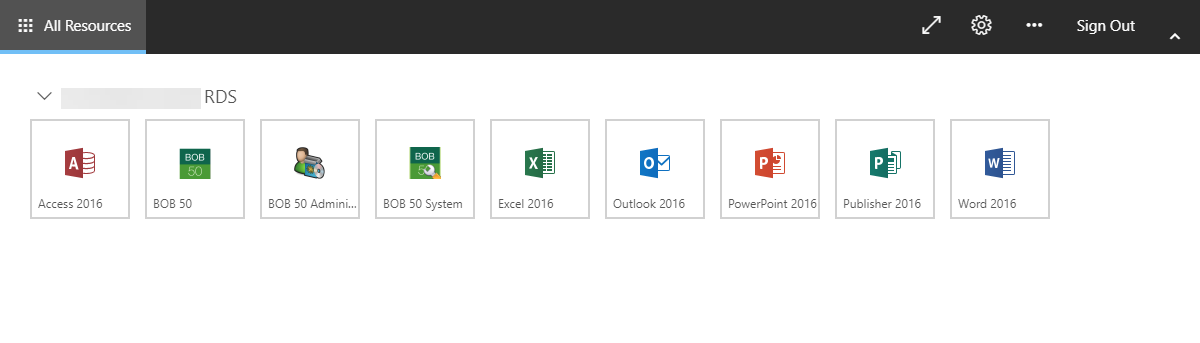 All Resources
Sign Out
RDS
Access 2016
BOB 50
BOB 50 Admini...
BOB 50 System
Excel 2016
Outlook 2016
PowerPoint 2016
Publisher 2016
Word 2016
A
BOB
50
BOB
50
X
O
P
P
W